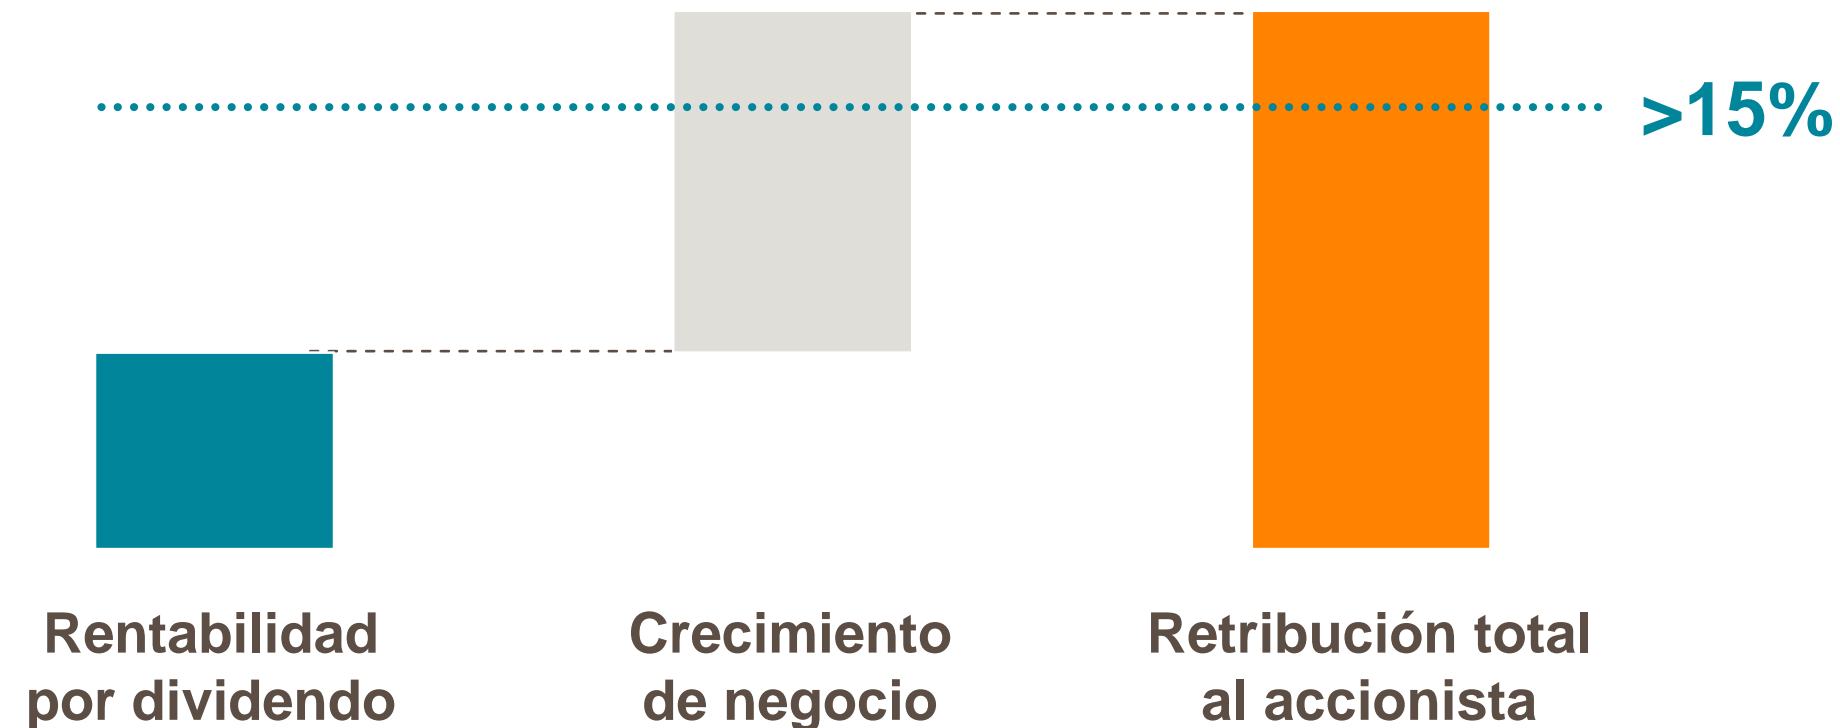 >15%
Rentabilidad
por dividendo
Crecimiento
de negocio
Retribución total
al accionista